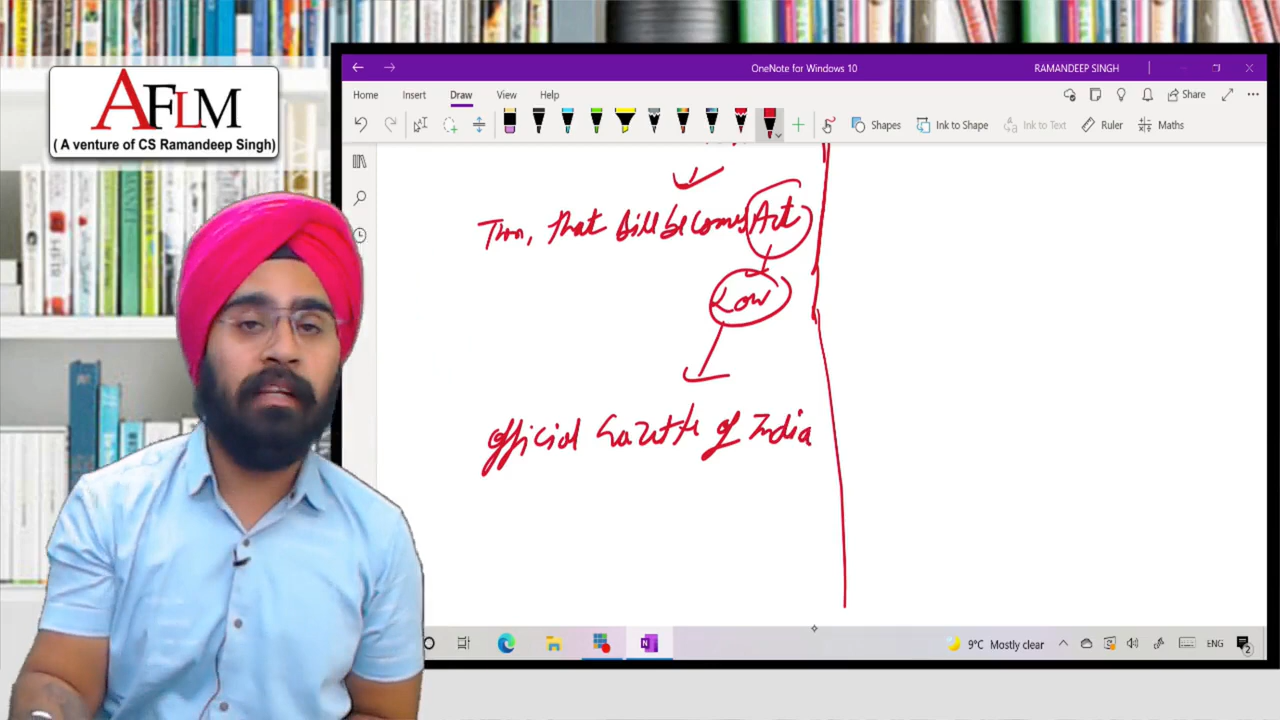 AFLM
( A venture of CS Ramandeep Singh)
OneNote for Windows 10
RAMANDEEP SINGH
Home Insert Draw View Help
Share
Shapes Ink to Shape Ink to Text Ruler Maths
Then, that bill becomes Act
Law
official Gazette of India
9°C Mostly clear ENG 2